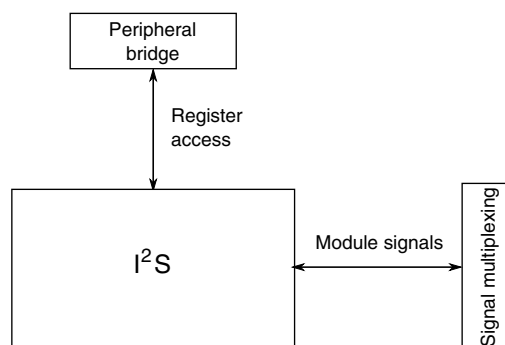 Peripheral
bridge
Register
access
I²S
Module signals
Signal multiplexing